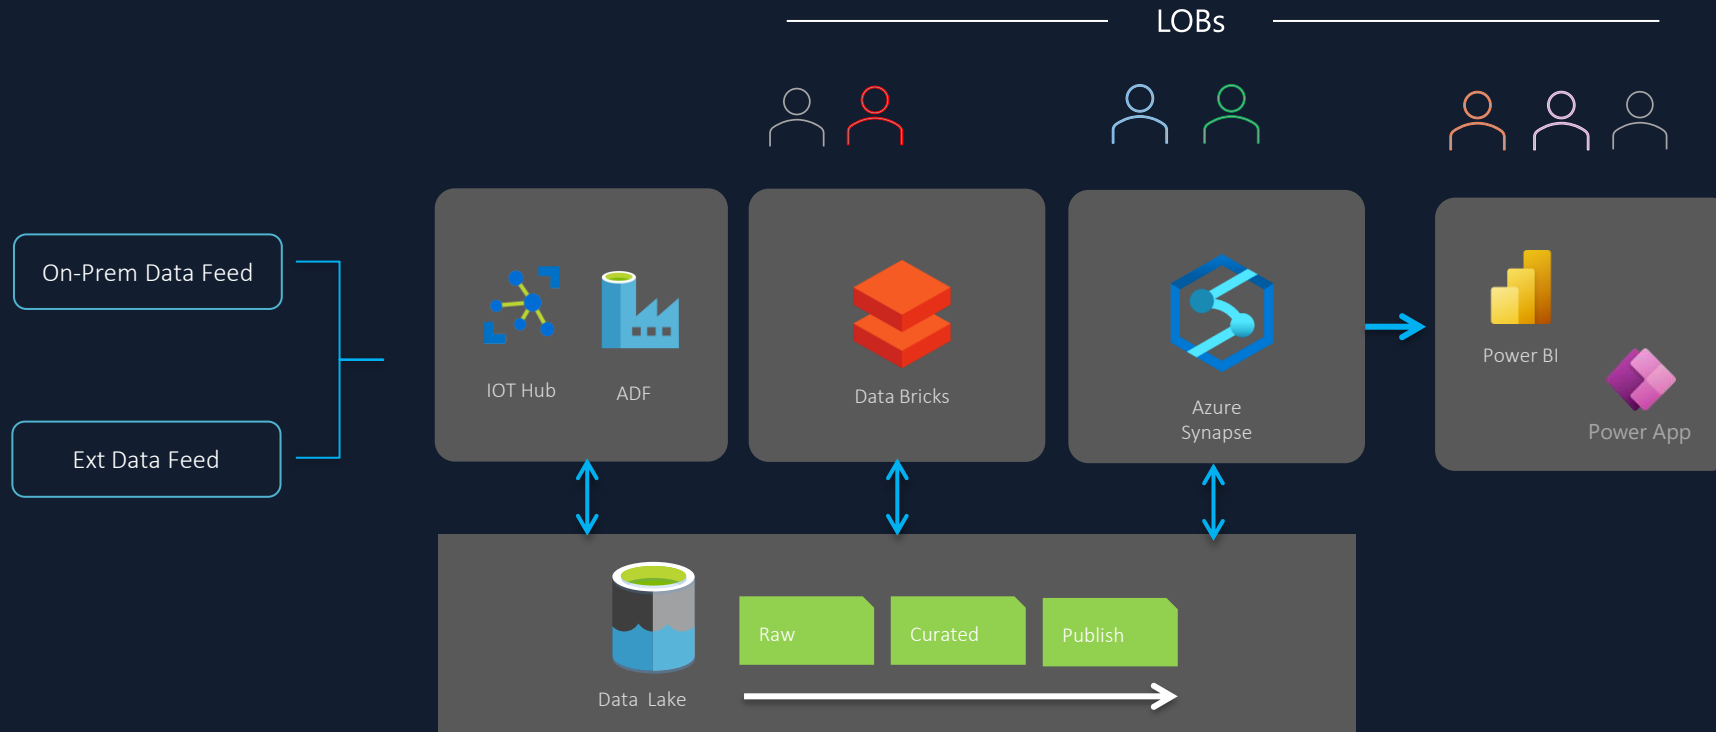 LOBs
On-Prem Data Feed
Ext Data Feed
IOT Hub
ADF
Data Bricks
Azure
Synapse
Power BI
Power App
Data Lake
Raw
Curated
Publish